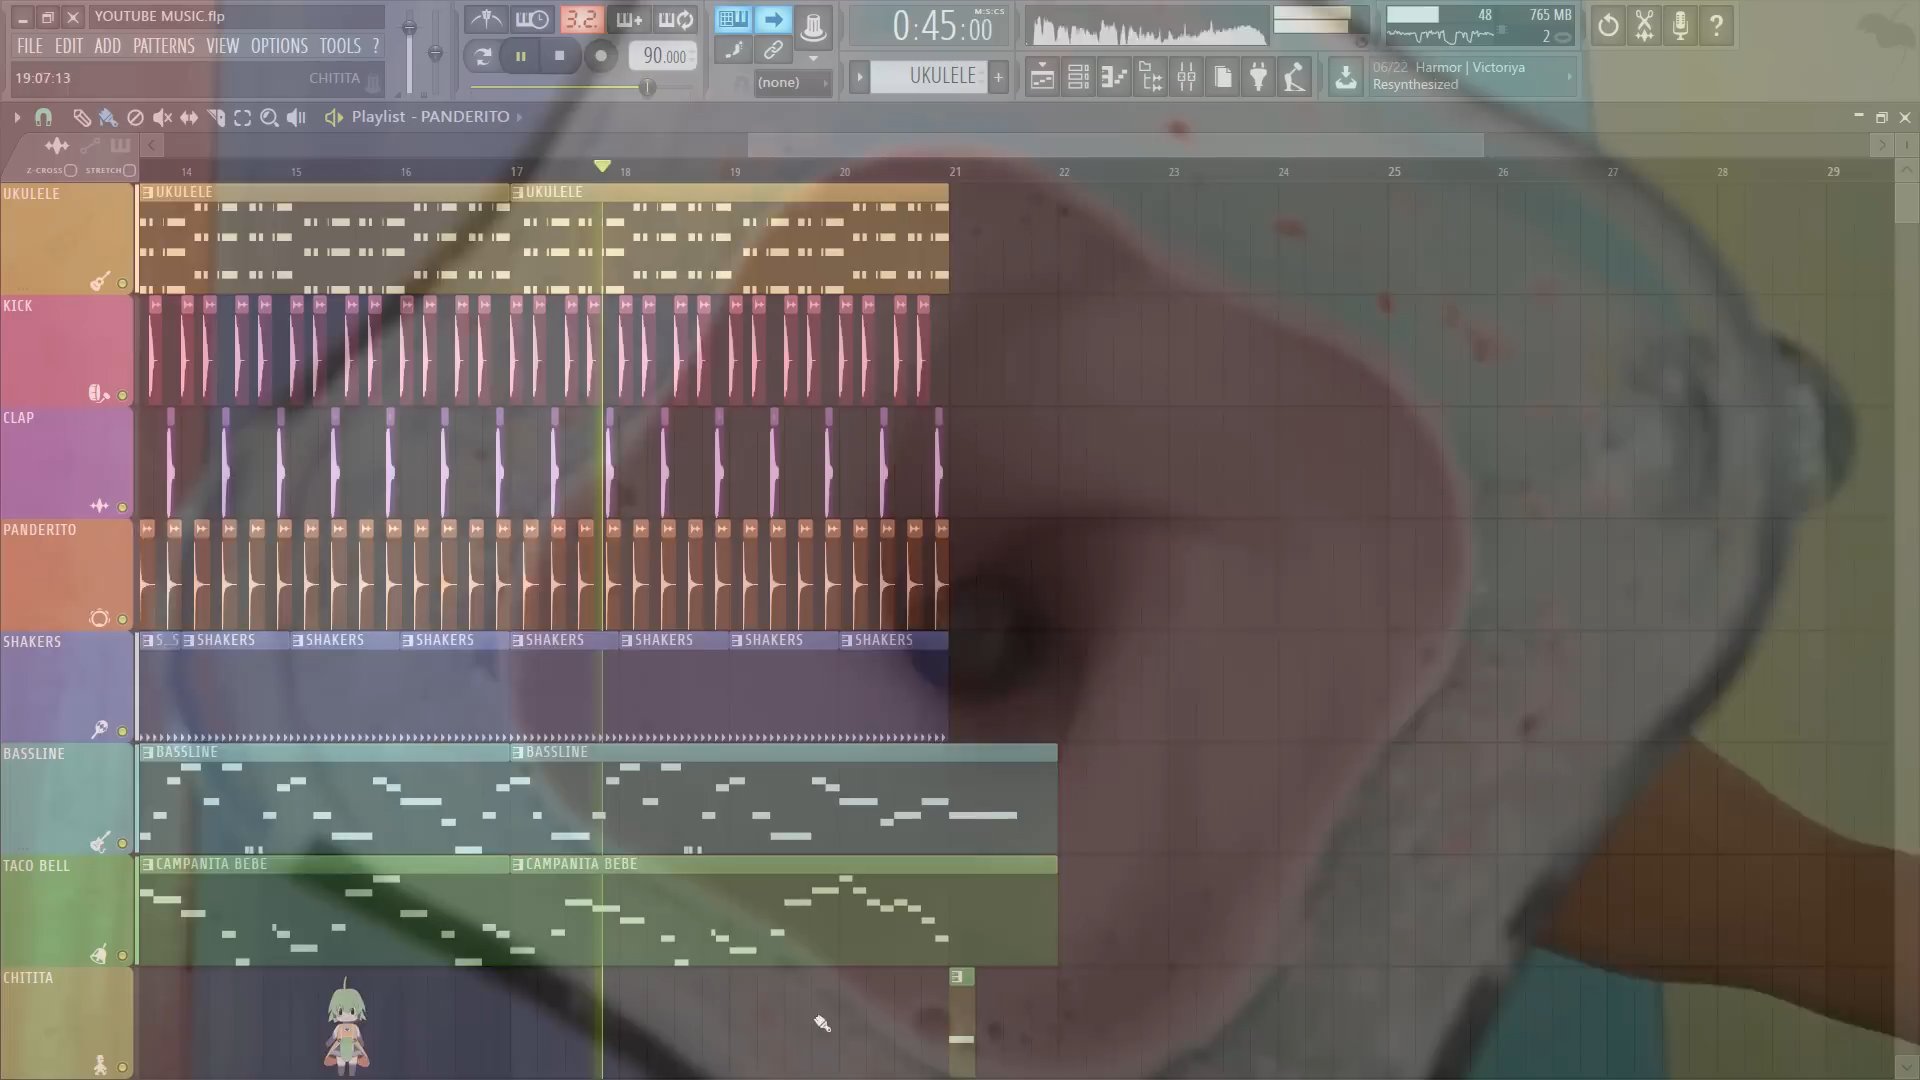 YOUTUBE MUSIC.flp
FILE EDIT ADD PATTERNS VIEW OPTIONS TOOLS ?
19:07:13 CHITITA
3.2.
90.000
(none)
0:45:00 M:S:CS
UKULELE
48 765 MB
2
06/22 Harmor | Victoriya
Resynthesized
Playlist - PANDERITO
Z-CROSS STRETCH
14 15 16 17 18 19 20 21 22 23 24 25 26 27 28 29
UKULELE UKULELE UKULELE
KICK
CLAP
PANDERITO
SHAKERS S.. SHAKERS SHAKERS SHAKERS SHAKERS SHAKERS SHAKERS SHAKERS
BASSLINE BASSLINE BASSLINE
TACO BELL CAMPANITA BEBE CAMPANITA BEBE
CHITITA